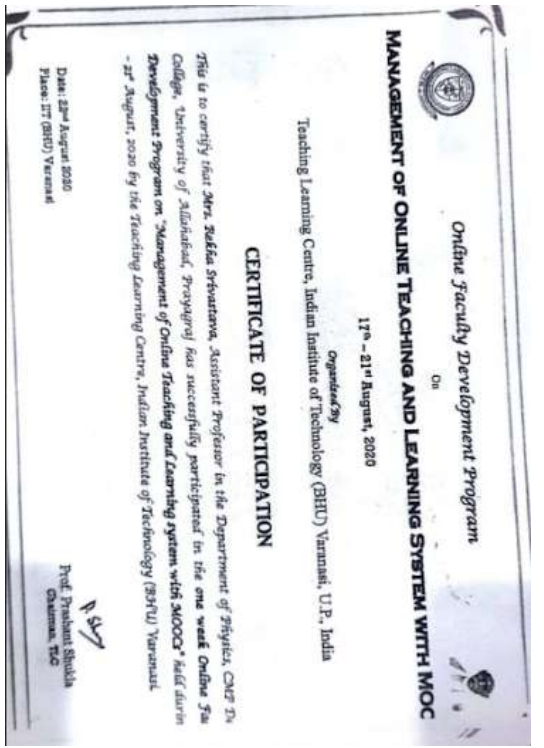 Online Faculty Development Program
On
MANAGEMENT OF ONLINE TEACHING AND LEARNING SYSTEM WITH MOC
17th – 21st August, 2020
Organized By
Teaching Learning Centre, Indian Institute of Technology (BHU) Varanasi, U.P., India
CERTIFICATE OF PARTICIPATION
This is to certify that Mrs. Rekha Srivastava, Assistant Professor in the Department of Physics, CMP De
College, University of Allahabad, Prayagraj has successfully participated in the one week Online Fac
Development Program on "Management of Online Teaching and Learning system with MOOCs" held durin
- 21st August, 2020 by the Teaching Learning Centre, Indian Institute of Technology (BHU) Varanasi.
Date: 22nd August 2020
Place: IIT (BHU) Varanasi
Prof. Prashant Shukla
Chairman, TLC